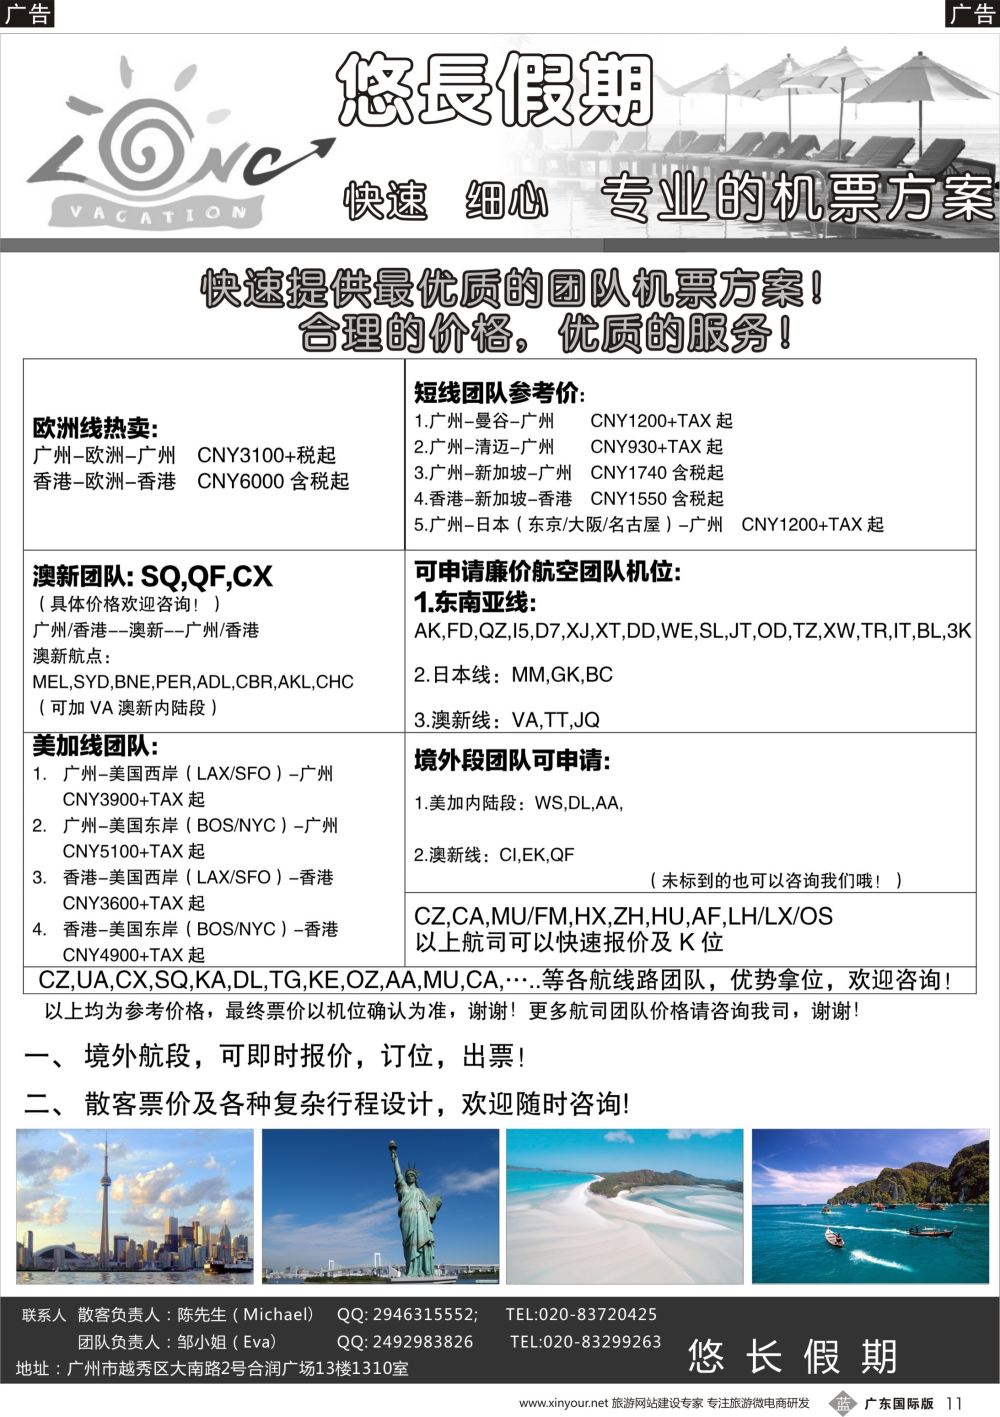 广告
广告
LONG
VACATION
悠長假期
快速 细心 专业的机票方案
快速提供最优质的团队机票方案！
合理的价格，优质的服务！
欧洲线热卖:
广州-欧洲-广州 CNY3100+税起
香港-欧洲-香港 CNY6000 含税起
短线团队参考价:
1.广州-曼谷-广州 CNY1200+TAX 起
2.广州-清迈-广州 CNY930+TAX 起
3.广州-新加坡-广州 CNY1740 含税起
4.香港-新加坡-香港 CNY1550 含税起
5.广州-日本（东京/大阪/名古屋）-广州 CNY1200+TAX 起
澳新团队: SQ,QF,CX
（具体价格欢迎咨询！）
广州/香港--澳新--广州/香港
澳新航点：
MEL,SYD,BNE,PER,ADL,CBR,AKL,CHC
（可加 VA 澳新内陆段）
可申请廉价航空团队机位:
1.东南亚线:
AK,FD,QZ,I5,D7,XJ,XT,DD,WE,SL,JT,OD,TZ,XW,TR,IT,BL,3K
2.日本线：MM,GK,BC
3.澳新线：VA,TT,JQ
美加线团队:
1. 广州-美国西岸（LAX/SFO）-广州
CNY3900+TAX 起
2. 广州-美国东岸（BOS/NYC）-广州
CNY5100+TAX 起
3. 香港-美国西岸（LAX/SFO）-香港
CNY3600+TAX 起
4. 香港-美国东岸（BOS/NYC）-香港
CNY4900+TAX 起
境外段团队可申请:
1.美加内陆段：WS,DL,AA,
2.澳新线：CI,EK,QF
（未标到的也可以咨询我们哦！）
CZ,CA,MU/FM,HX,ZH,HU,AF,LH/LX/OS
以上航司可以快速报价及 K 位
CZ,UA,CX,SQ,KA,DL,TG,KE,OZ,AA,MU,CA,…..等各航线路团队，优势拿位，欢迎咨询！
以上均为参考价格，最终票价以机位确认为准，谢谢！更多航司团队价格请咨询我司，谢谢！
一、 境外航段，可即时报价，订位，出票！
二、 散客票价及各种复杂行程设计，欢迎随时咨询!
联系人 散客负责人：陈先生（Michael） QQ: 2946315552; TEL:020-83720425
团队负责人：邹小姐（Eva） QQ: 2492983826 TEL:020-83299263
地址：广州市越秀区大南路2号合润广场13楼1310室
悠长假期
www.xinyour.net 旅游网站建设专家 专注旅游微电商研发 蓝 广东国际版 11